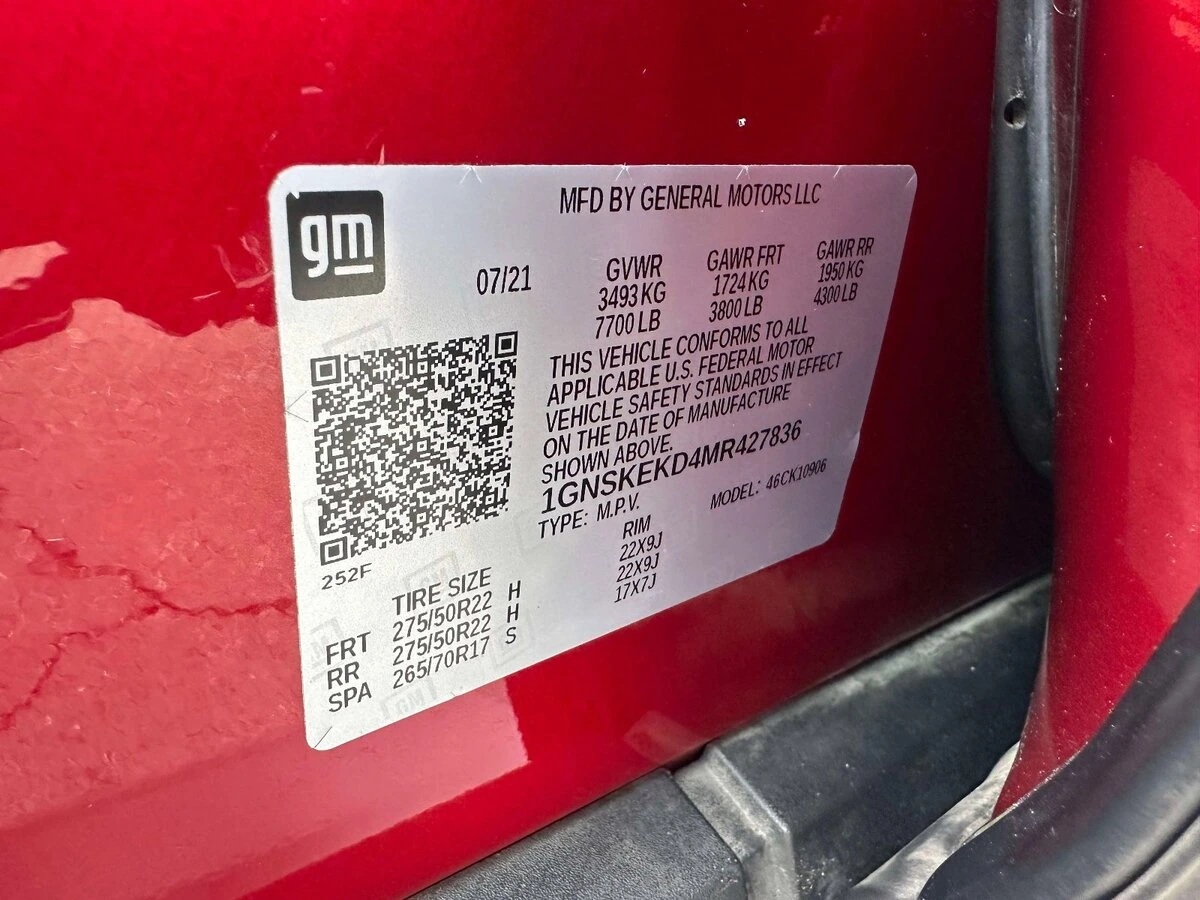 gm
MFD BY GENERAL MOTORS LLC
07/21
GVWR
3493 KG
7700 LB
GAWR FRT
1724 KG
3800 LB
GAWR RR
1950 KG
4300 LB
THIS VEHICLE CONFORMS TO ALL
APPLICABLE U.S. FEDERAL MOTOR
VEHICLE SAFETY STANDARDS IN EFFECT
ON THE DATE OF MANUFACTURE
SHOWN ABOVE.
1GNSKEKD4MR427836
TYPE: M.P.V.
MODEL: 46CK10906
252F
TIRE SIZE RIM
FRT 275/50R22 H 22X9J
RR 275/50R22 H 22X9J
SPA 265/70R17 S 17X7J